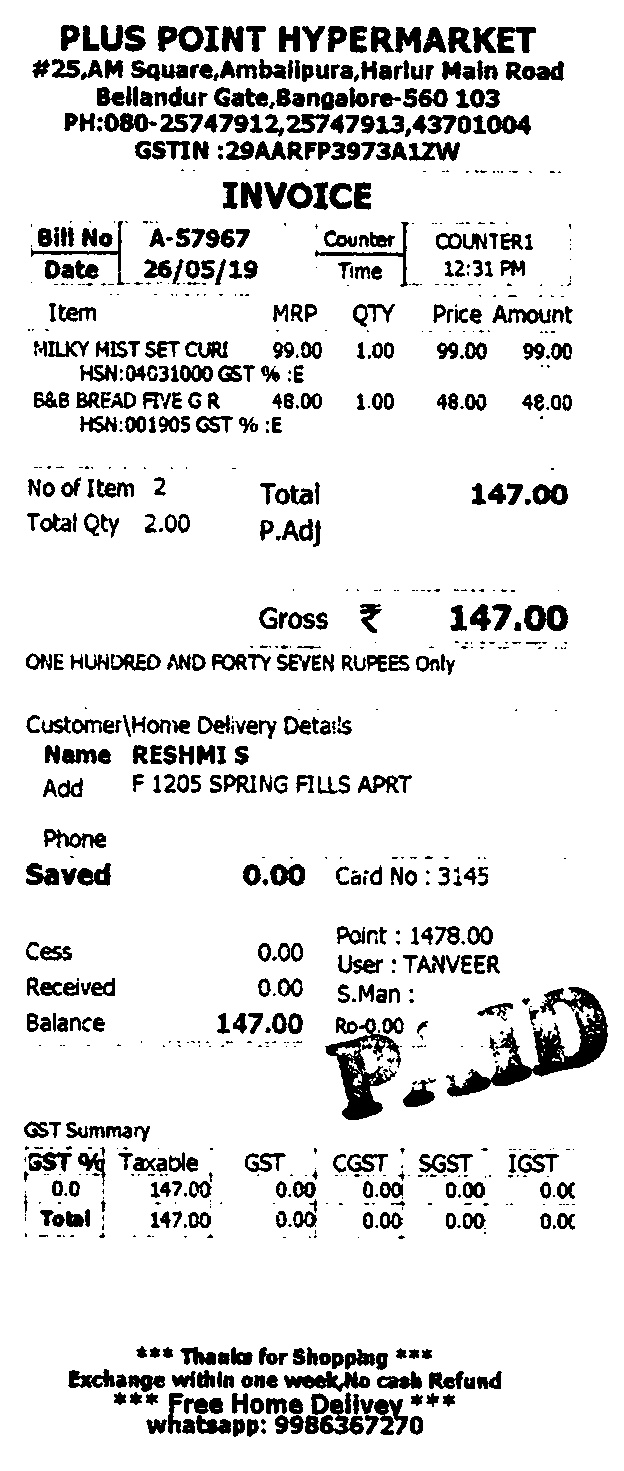 PLUS POINT HYPERMARKET
#25,AM Square,Ambalipura,Harlur Main Road
Bellandur Gate,Bangalore-560 103
PH:080-25747912,25747913,43701004
GSTIN :29AARFP3973A1ZW
INVOICE
Bill No A-57967 Counter COUNTER1
Date 26/05/19 Time 12:31 PM
Item MRP QTY Price Amount
MILKY MIST SET CURI 99.00 1.00 99.00 99.00
HSN:04031000 GST % :E
B&B BREAD FIVE G R 48.00 1.00 48.00 48.00
HSN:001905 GST % :E
No of Item 2 Total 147.00
Total Qty 2.00 P.Adj
Gross ₹ 147.00
ONE HUNDRED AND FORTY SEVEN RUPEES Only
Customer\Home Delivery Details
Name RESHMI S
Add F 1205 SPRING FILLS APRT
Phone
Saved 0.00 Card No : 3145
Point : 1478.00
Cess 0.00
User : TANVEER
Received 0.00 S.Man :
Balance 147.00 Ro-0.00
PAID
GST Summary
GST % Taxable GST CGST SGST IGST
0.0 147.00 0.00 0.00 0.00 0.00
Total 147.00 0.00 0.00 0.00 0.00
*** Thanks for Shopping ***
Exchange within one week,No cash Refund
*** Free Home Delivey ***
whatsapp: 9986367270